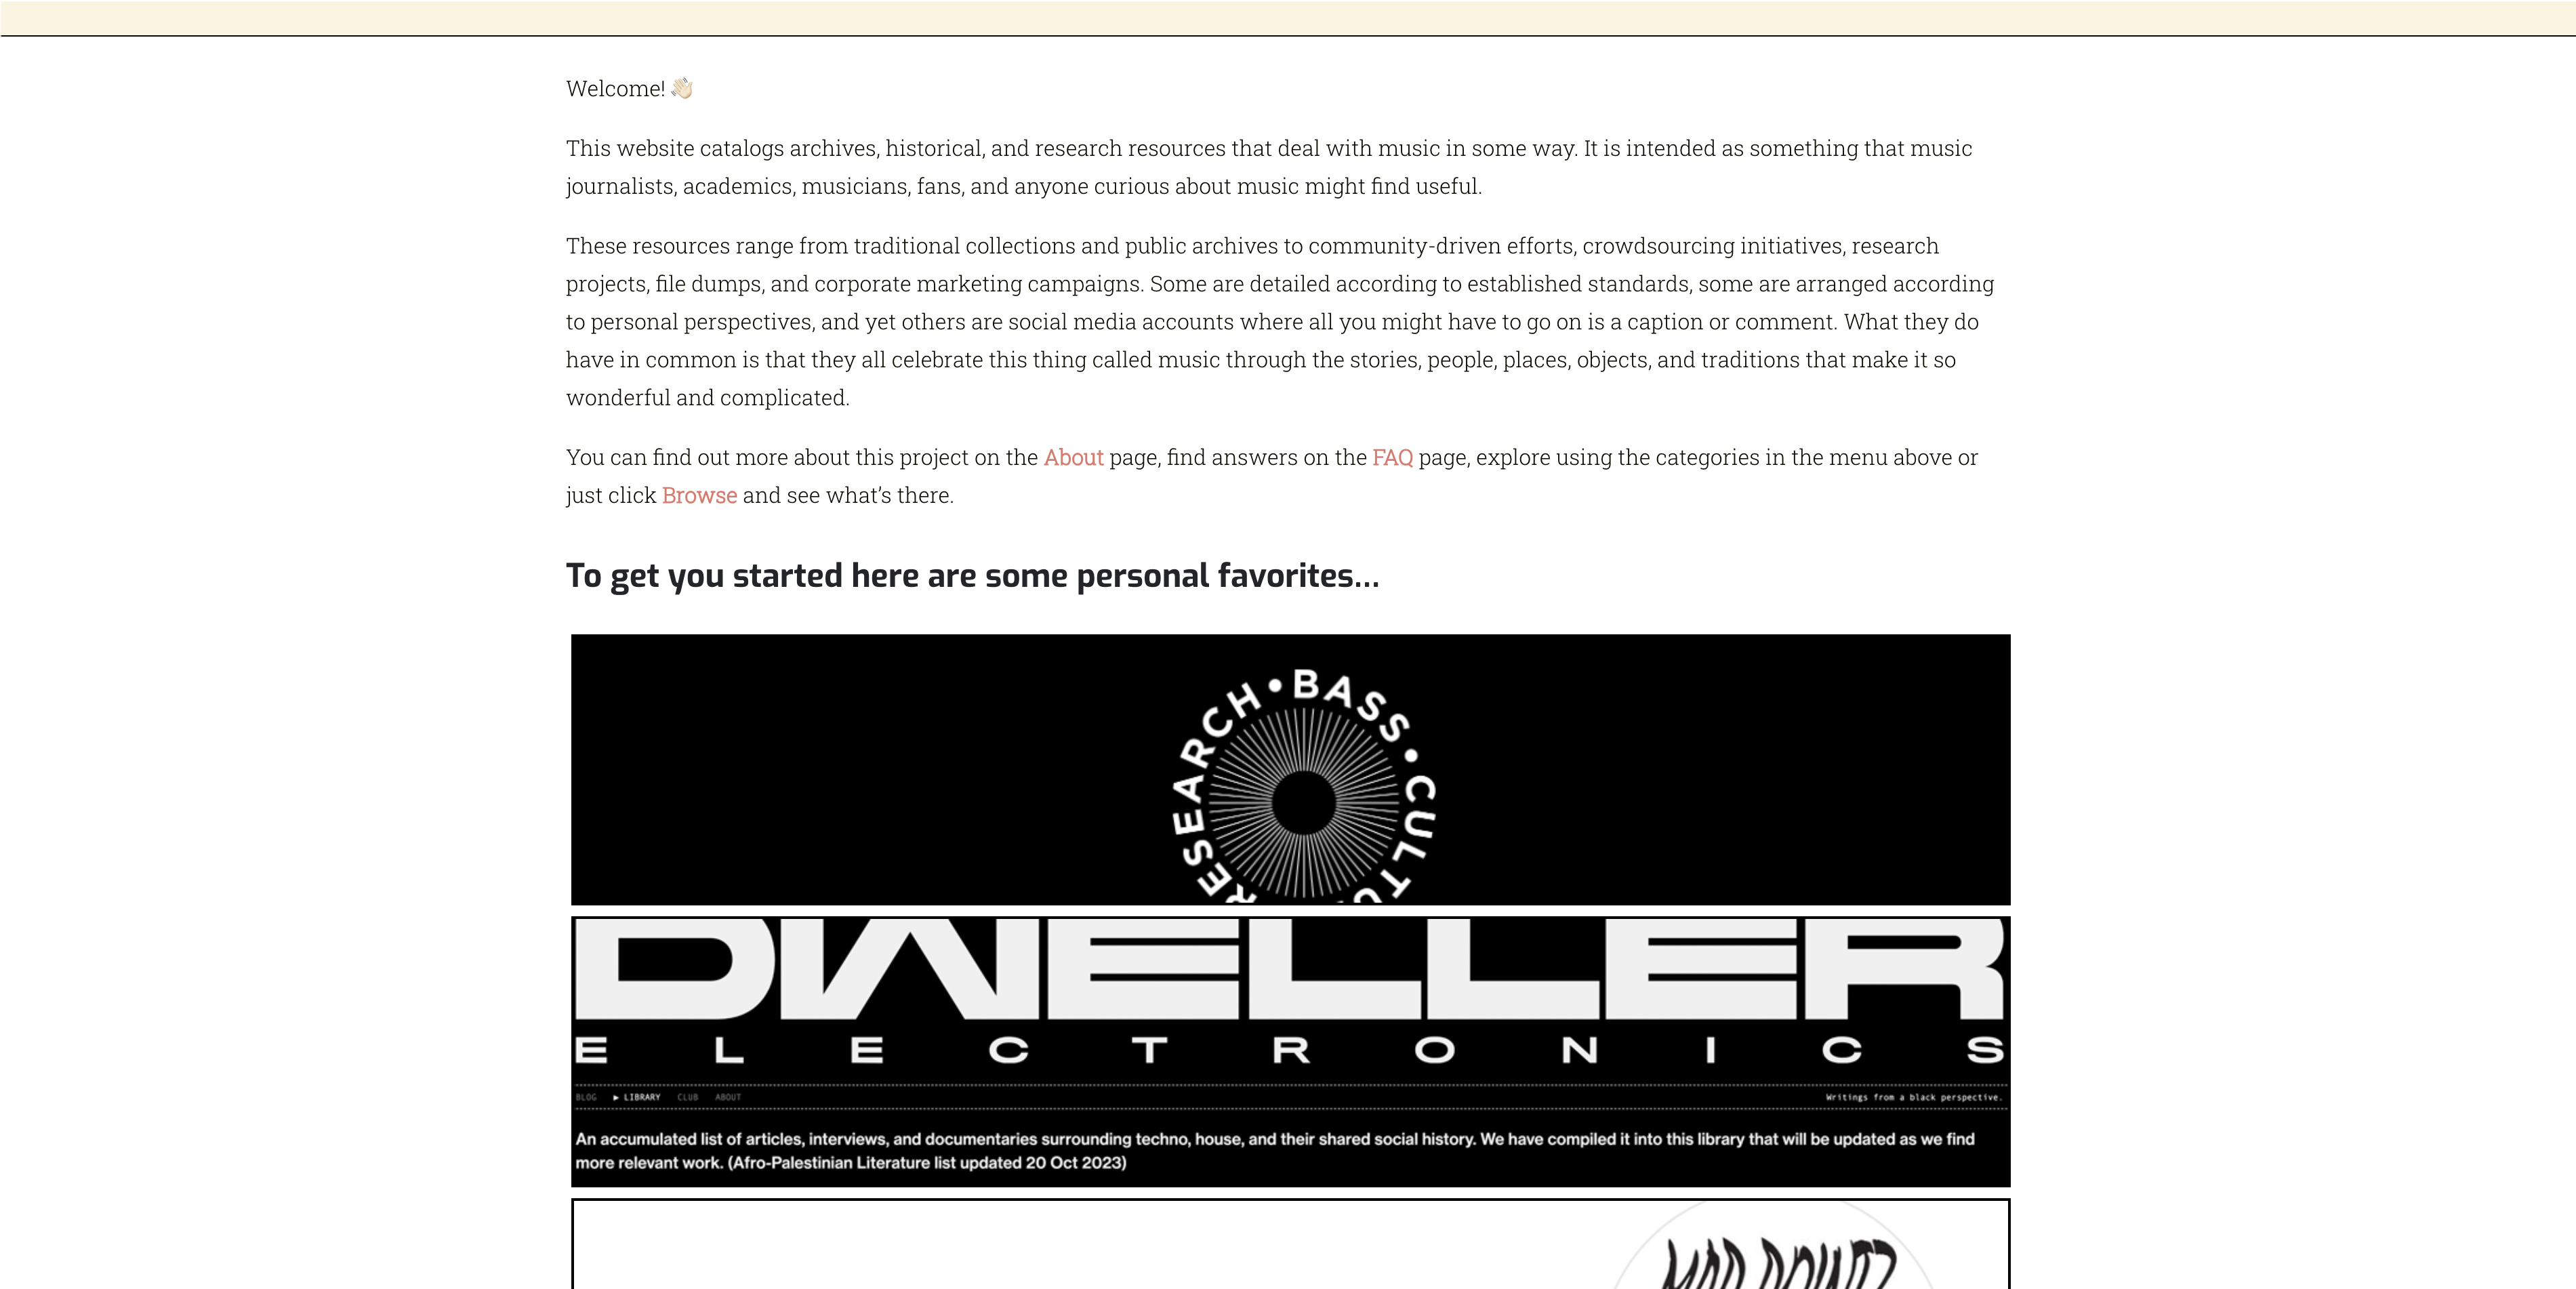 Welcome! 👋🏻
This website catalogs archives, historical, and research resources that deal with music in some way. It is intended as something that music
journalists, academics, musicians, fans, and anyone curious about music might find useful.
These resources range from traditional collections and public archives to community-driven efforts, crowdsourcing initiatives, research
projects, file dumps, and corporate marketing campaigns. Some are detailed according to established standards, some are arranged according
to personal perspectives, and yet others are social media accounts where all you might have to go on is a caption or comment. What they do
have in common is that they all celebrate this thing called music through the stories, people, places, objects, and traditions that make it so
wonderful and complicated.
You can find out more about this project on the About page, find answers on the FAQ page, explore using the categories in the menu above or
just click Browse and see what’s there.
To get you started here are some personal favorites…
BASS • CULTU
RESEARCH •
DWELLER
ELECTRONICS
BLOG ▶ LIBRARY CLUB ABOUT Writings from a black perspective.
An accumulated list of articles, interviews, and documentaries surrounding techno, house, and their shared social history. We have compiled it into this library that will be updated as we find
more relevant work. (Afro-Palestinian Literature list updated 20 Oct 2023)